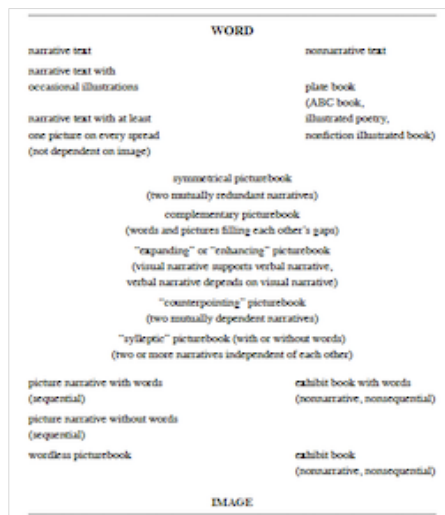 WORD
narrative text nonnarrative text
narrative text with
occasional illustrations plate book
(ABC book,
narrative text with at least illustrated poetry,
one picture on every spread nonfiction illustrated book)
(not dependent on image)
symmetrical picturebook
(two mutually redundant narratives)
complementary picturebook
(words and pictures filling each other's gaps)
"expanding" or "enhancing" picturebook
(visual narrative supports verbal narrative,
verbal narrative depends on visual narrative)
"counterpointing" picturebook
(two mutually dependent narratives)
"sylleptic" picturebook (with or without words)
(two or more narratives independent of each other)
picture narrative with words exhibit book with words
(sequential) (nonnarrative, nonsequential)
picture narrative without words
(sequential)
wordless picturebook exhibit book
(nonnarrative, nonsequential)
IMAGE